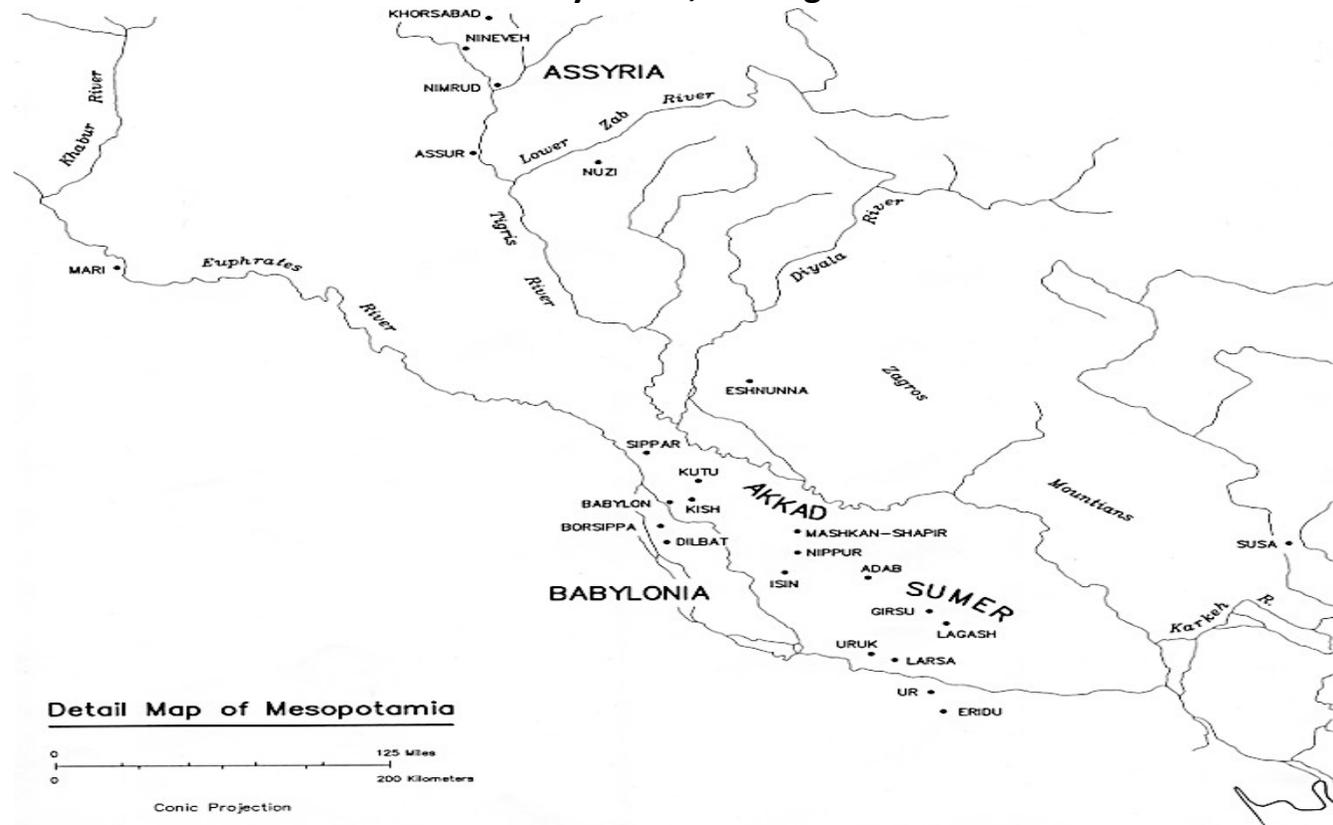 KHORSABAD
NINEVEH
NIMRUD
ASSYRIA
Khabur River
Lower Zab River
ASSUR
NUZI
Tigris River
Diyala River
MARI
Euphrates River
ESHNUNNA
Zagros Mountians
SIPPAR
KUTU
AKKAD
BABYLON
KISH
BORSIPPA
DILBAT
MASHKAN-SHAPIR
NIPPUR
SUSA
ISIN
ADAB
BABYLONIA
SUMER
GIRSU
LAGASH
Karkeh R.
URUK
LARSA
UR
ERIDU
Detail Map of Mesopotamia
0 125 Miles
0 200 Kilometers
Conic Projection